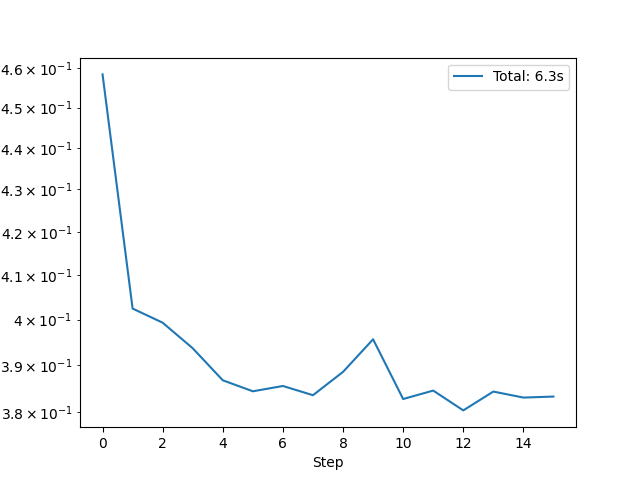 Total: 6.3s
4.6 × 10⁻¹
4.5 × 10⁻¹
4.4 × 10⁻¹
4.3 × 10⁻¹
4.2 × 10⁻¹
4.1 × 10⁻¹
4 × 10⁻¹
3.9 × 10⁻¹
3.8 × 10⁻¹
0 2 4 6 8 10 12 14
Step